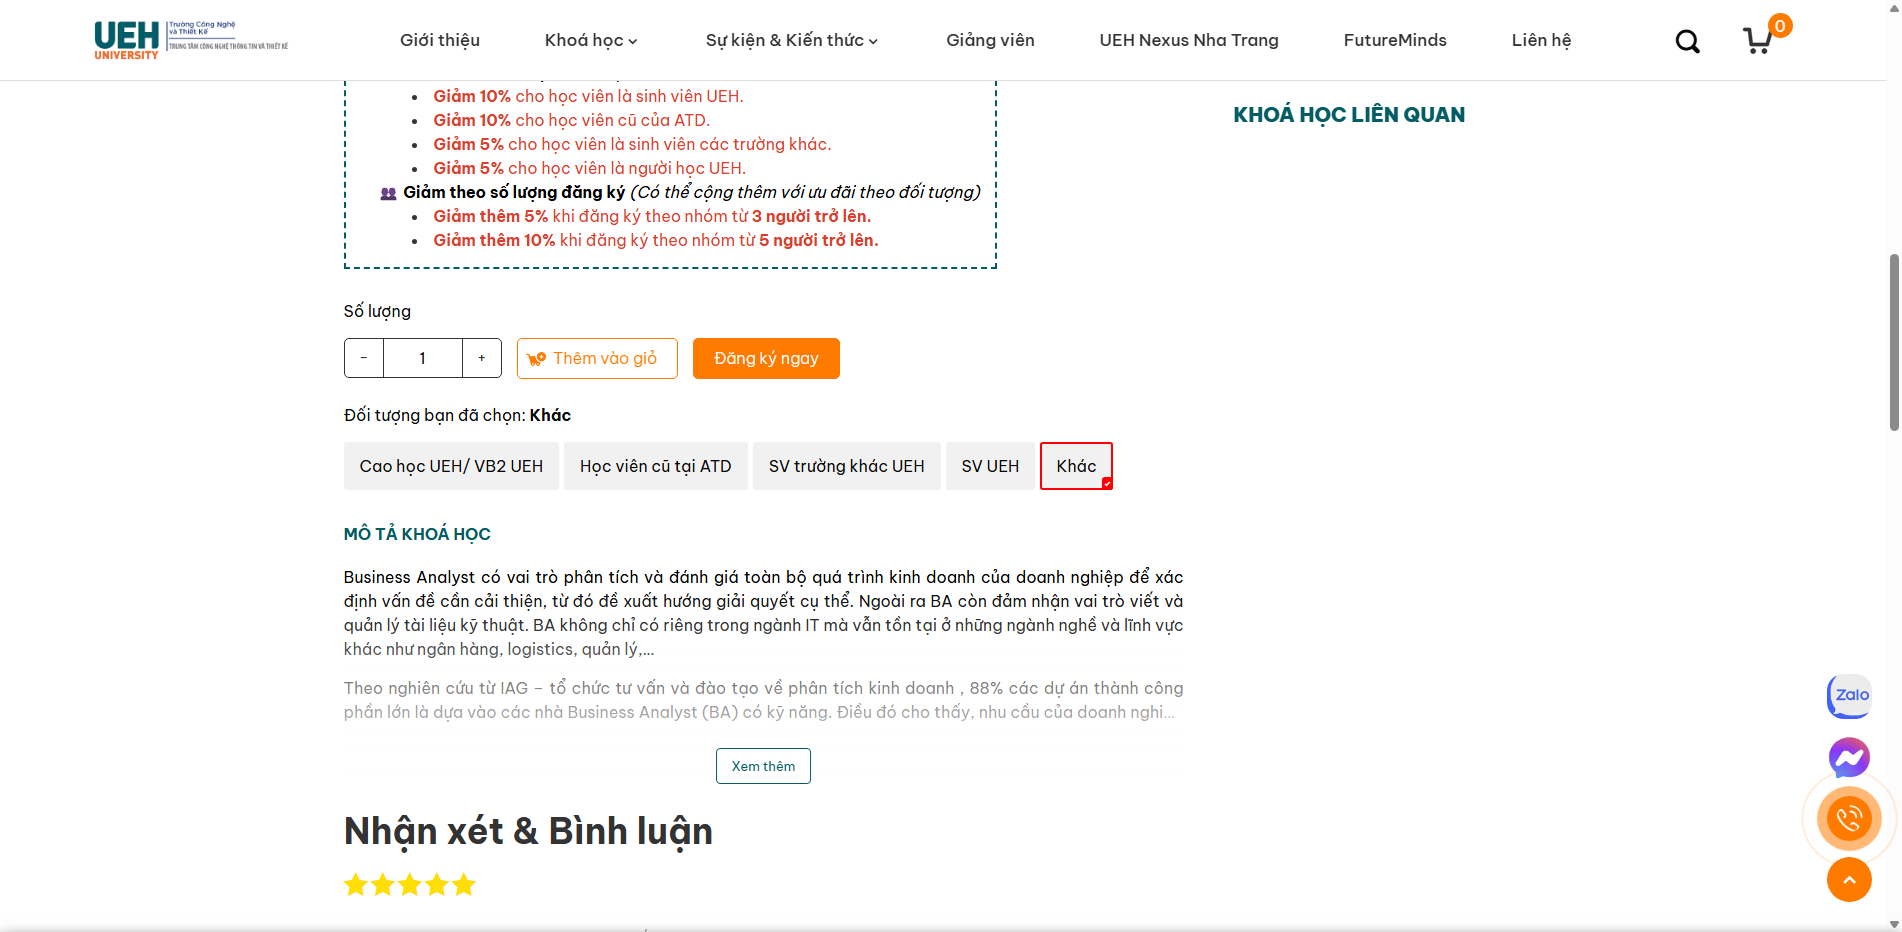 UEH
UNIVERSITY
Trường Công Nghệ
và Thiết Kế
TRUNG TÂM CÔNG NGHỆ THÔNG TIN VÀ THIẾT KẾ
Giới thiệu
Khoá học
Sự kiện & Kiến thức
Giảng viên
UEH Nexus Nha Trang
FutureMinds
Liên hệ
0
Giảm 10% cho học viên là sinh viên UEH.
Giảm 10% cho học viên cũ của ATD.
Giảm 5% cho học viên là sinh viên các trường khác.
Giảm 5% cho học viên là người học UEH.
Giảm theo số lượng đăng ký (Có thể cộng thêm với ưu đãi theo đối tượng)
Giảm thêm 5% khi đăng ký theo nhóm từ 3 người trở lên.
Giảm thêm 10% khi đăng ký theo nhóm từ 5 người trở lên.
KHOÁ HỌC LIÊN QUAN
Số lượng
- 1 +
Thêm vào giỏ
Đăng ký ngay
Đối tượng bạn đã chọn: Khác
Cao học UEH/ VB2 UEH
Học viên cũ tại ATD
SV trường khác UEH
SV UEH
Khác
MÔ TẢ KHOÁ HỌC
Business Analyst có vai trò phân tích và đánh giá toàn bộ quá trình kinh doanh của doanh nghiệp để xác
định vấn đề cần cải thiện, từ đó đề xuất hướng giải quyết cụ thể. Ngoài ra BA còn đảm nhận vai trò viết và
quản lý tài liệu kỹ thuật. BA không chỉ có riêng trong ngành IT mà vẫn tồn tại ở những ngành nghề và lĩnh vực
khác như ngân hàng, logistics, quản lý,...
Theo nghiên cứu từ IAG – tổ chức tư vấn và đào tạo về phân tích kinh doanh , 88% các dự án thành công
phần lớn là dựa vào các nhà Business Analyst (BA) có kỹ năng. Điều đó cho thấy, nhu cầu của doanh nghi...
Xem thêm
Nhận xét & Bình luận
Zalo